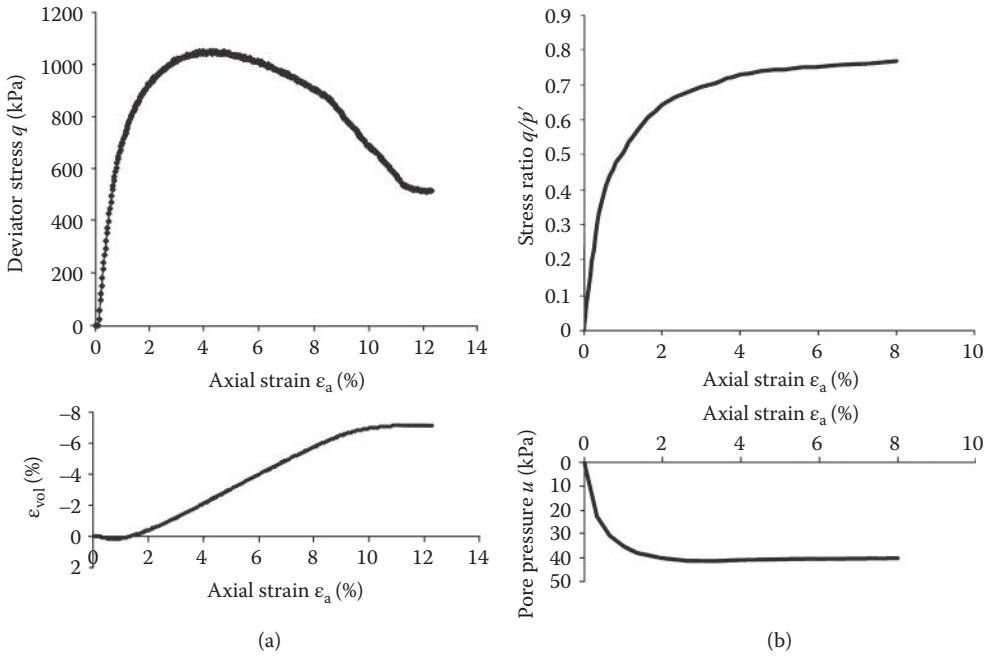 1200
1000
800
600
400
200
0
Deviator stress q (kPa)
0 2 4 6 8 10 12 14
Axial strain εa (%)
–8
–6
–4
–2
0
2
εvol (%)
0 2 4 6 8 10 12 14
Axial strain εa (%)
(a)
0.9
0.8
0.7
0.6
0.5
0.4
0.3
0.2
0.1
0
Stress ratio q/p′
0 2 4 6 8 10
Axial strain εa (%)
Axial strain εa (%)
0 2 4 6 8 10
0
10
20
30
40
50
Pore pressure u (kPa)
(b)